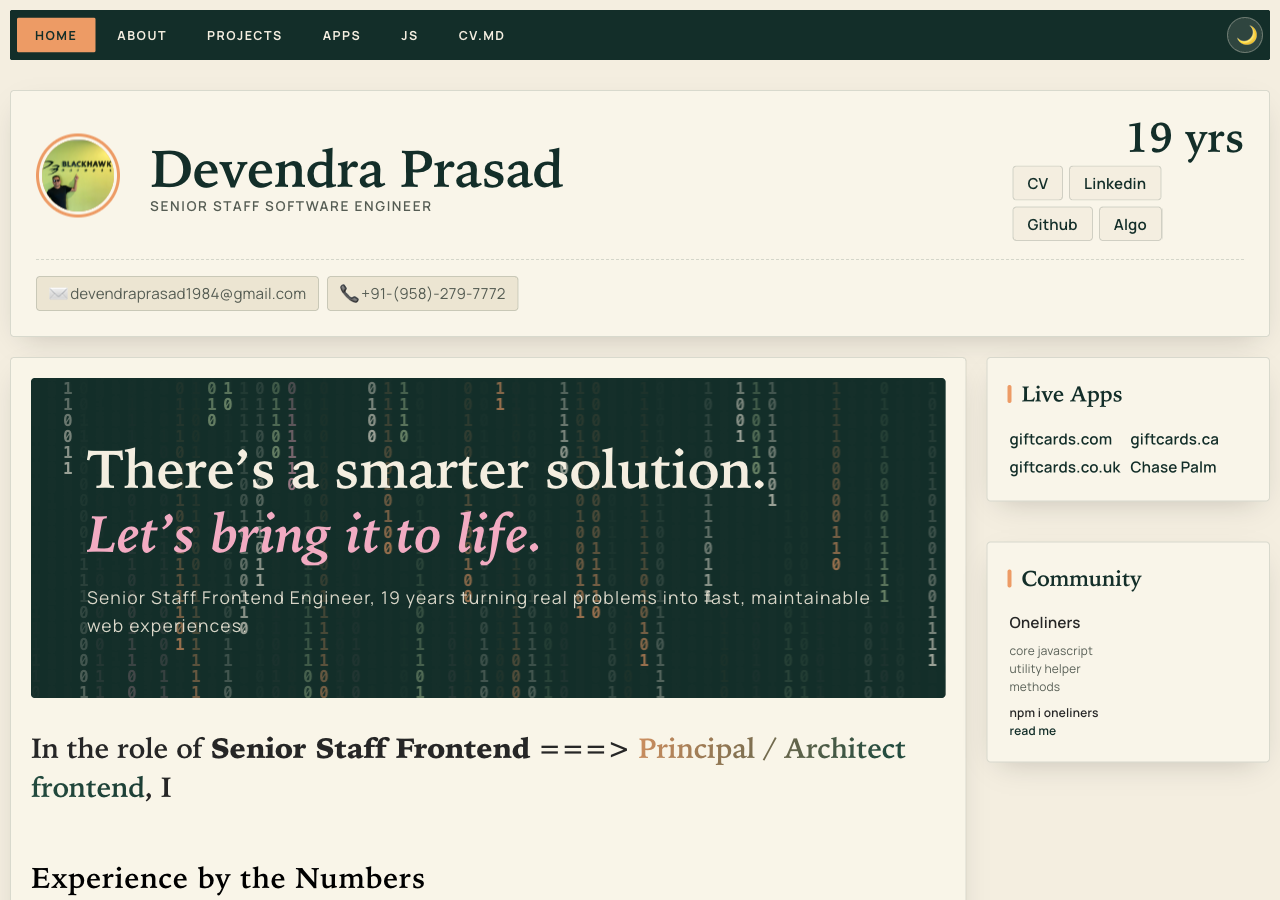 HOME ABOUT PROJECTS APPS JS CV.MD
BLACKHAWK
Devendra Prasad
SENIOR STAFF SOFTWARE ENGINEER
19 yrs
CV Linkedin
Github Algo
devendraprasad1984@gmail.com +91-(958)-279-7772
There’s a smarter solution.
Let’s bring it to life.
Senior Staff Frontend Engineer, 19 years turning real problems into fast, maintainable
web experiences.
In the role of Senior Staff Frontend ===> Principal / Architect
frontend, I
Experience by the Numbers
Live Apps
giftcards.com giftcards.ca
giftcards.co.uk Chase Palm
Community
Oneliners
core javascript
utility helper
methods
npm i oneliners
read me